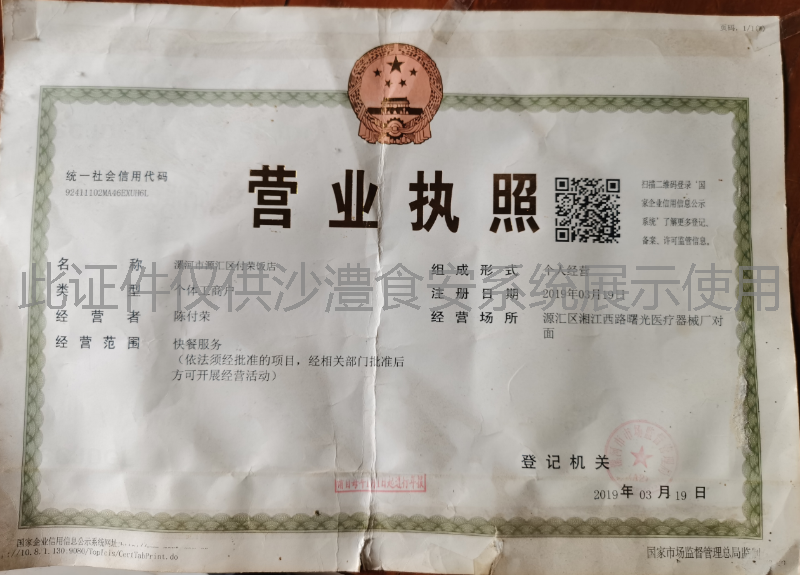 页码:1/1
统一社会信用代码
营业执照
扫描二维码登录‘国
家企业信用信息公示
系统’了解更多登记、
备案、许可监管信息。
名称 漯河市源汇区付荣饭店
组成形式 个人经营
此证件仅供沙澧食安系统展示使用
类型 个体工商户
注册日期 2019年03月19日
经营者 陈付荣
经营场所 源汇区湘江西路曙光医疗器械厂对
面
经营范围 快餐服务
(依法须经批准的项目,经相关部门批准后
方可开展经营活动)
登记机关
2019 年 03 月 19 日
国家企业信用信息公示系统网址
国家市场监督管理总局监制